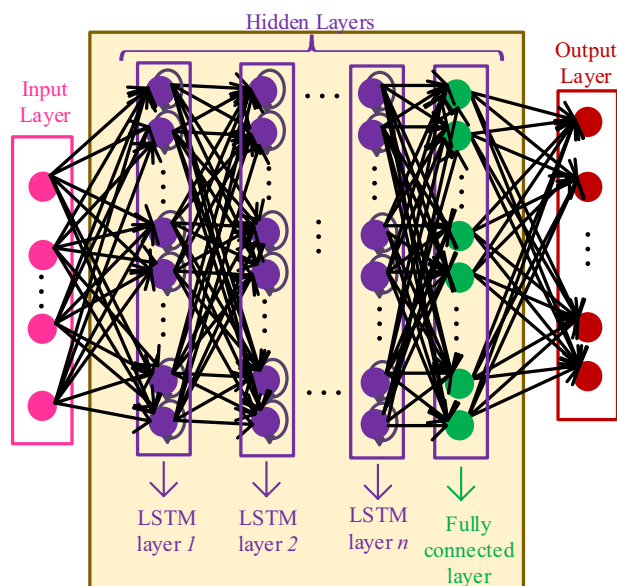 Hidden Layers
Input
Layer
Output
Layer
LSTM
layer 1
LSTM
layer 2
LSTM
layer n
Fully
connected
layer